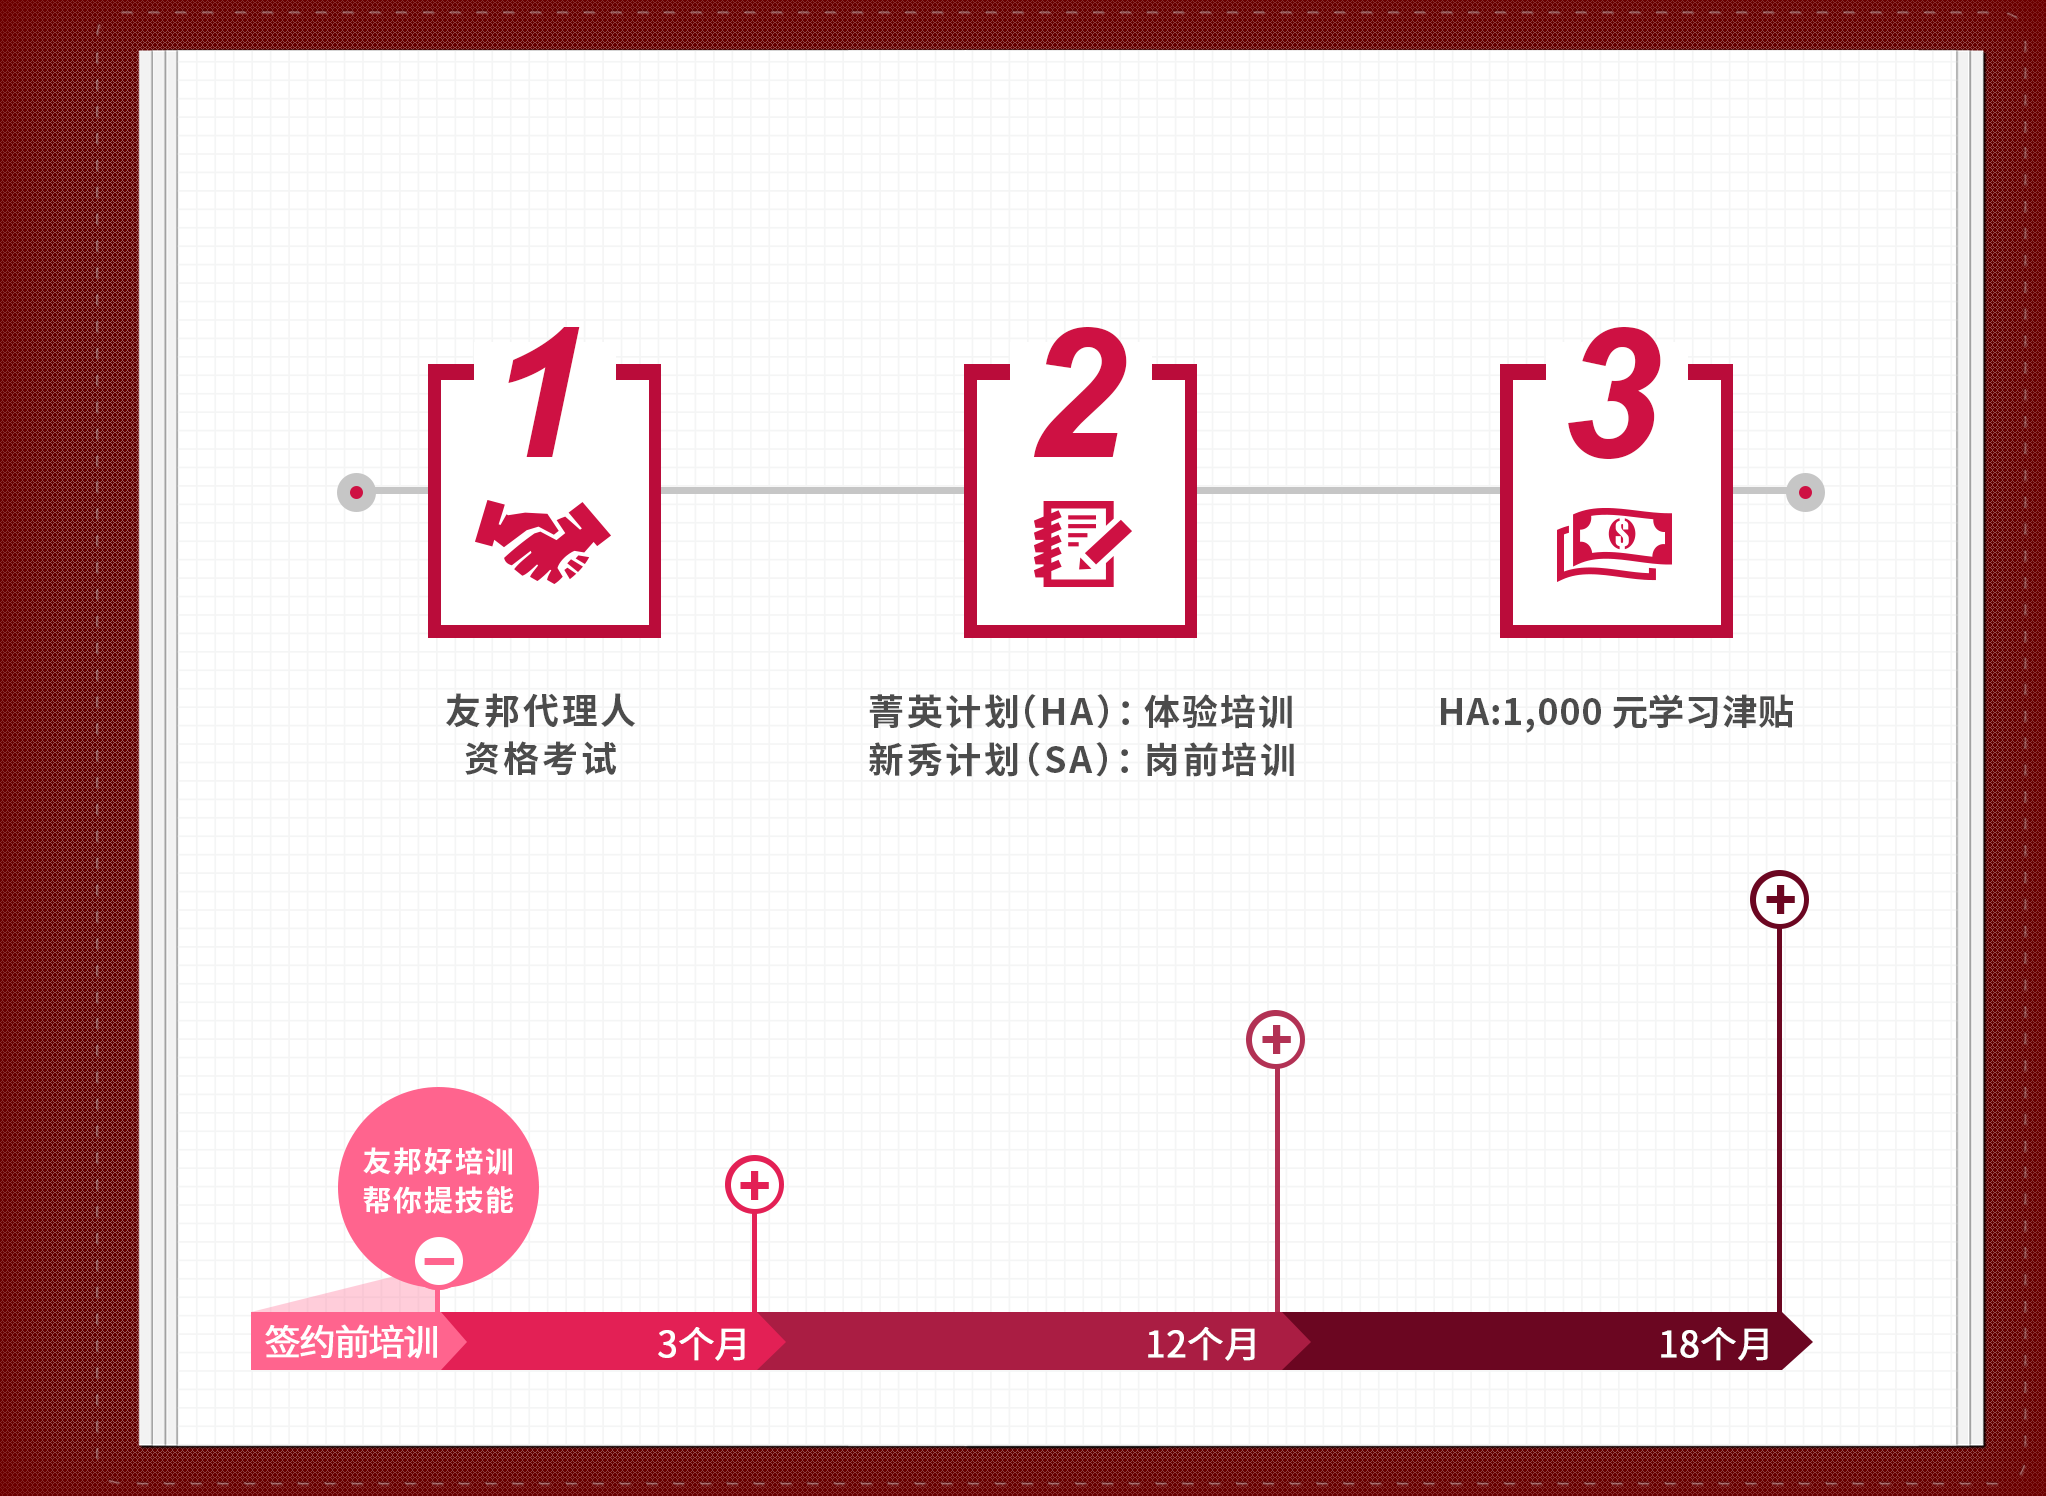 1
2
3
友邦代理人
资格考试
菁英计划(HA)：体验培训
新秀计划(SA)：岗前培训
HA:1,000 元学习津贴
友邦好培训
帮你提技能
签约前培训
3个月
12个月
18个月